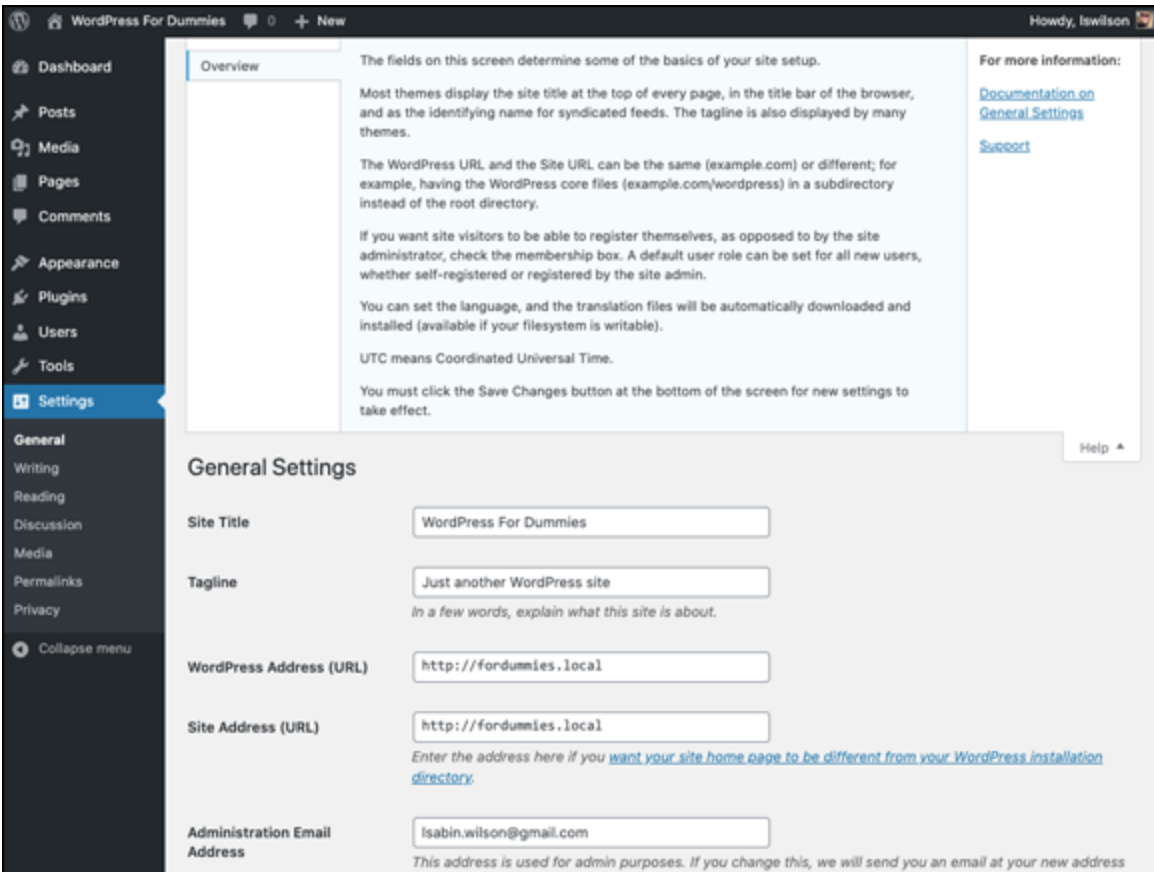 WordPress For Dummies 0 + New Howdy, lswilson
Dashboard
Posts
Media
Pages
Comments
Appearance
Plugins
Users
Tools
Settings
General
Writing
Reading
Discussion
Media
Permalinks
Privacy
Collapse menu
Overview
The fields on this screen determine some of the basics of your site setup.
Most themes display the site title at the top of every page, in the title bar of the browser,
and as the identifying name for syndicated feeds. The tagline is also displayed by many
themes.
The WordPress URL and the Site URL can be the same (example.com) or different; for
example, having the WordPress core files (example.com/wordpress) in a subdirectory
instead of the root directory.
If you want site visitors to be able to register themselves, as opposed to by the site
administrator, check the membership box. A default user role can be set for all new users,
whether self-registered or registered by the site admin.
You can set the language, and the translation files will be automatically downloaded and
installed (available if your filesystem is writable).
UTC means Coordinated Universal Time.
You must click the Save Changes button at the bottom of the screen for new settings to
take effect.
For more information:
Documentation on
General Settings
Support
Help
General Settings
Site Title WordPress For Dummies
Tagline Just another WordPress site
In a few words, explain what this site is about.
WordPress Address (URL) http://fordummies.local
Site Address (URL) http://fordummies.local
Enter the address here if you want your site home page to be different from your WordPress installation
directory.
Administration Email
Address
lsabin.wilson@gmail.com
This address is used for admin purposes. If you change this, we will send you an email at your new address